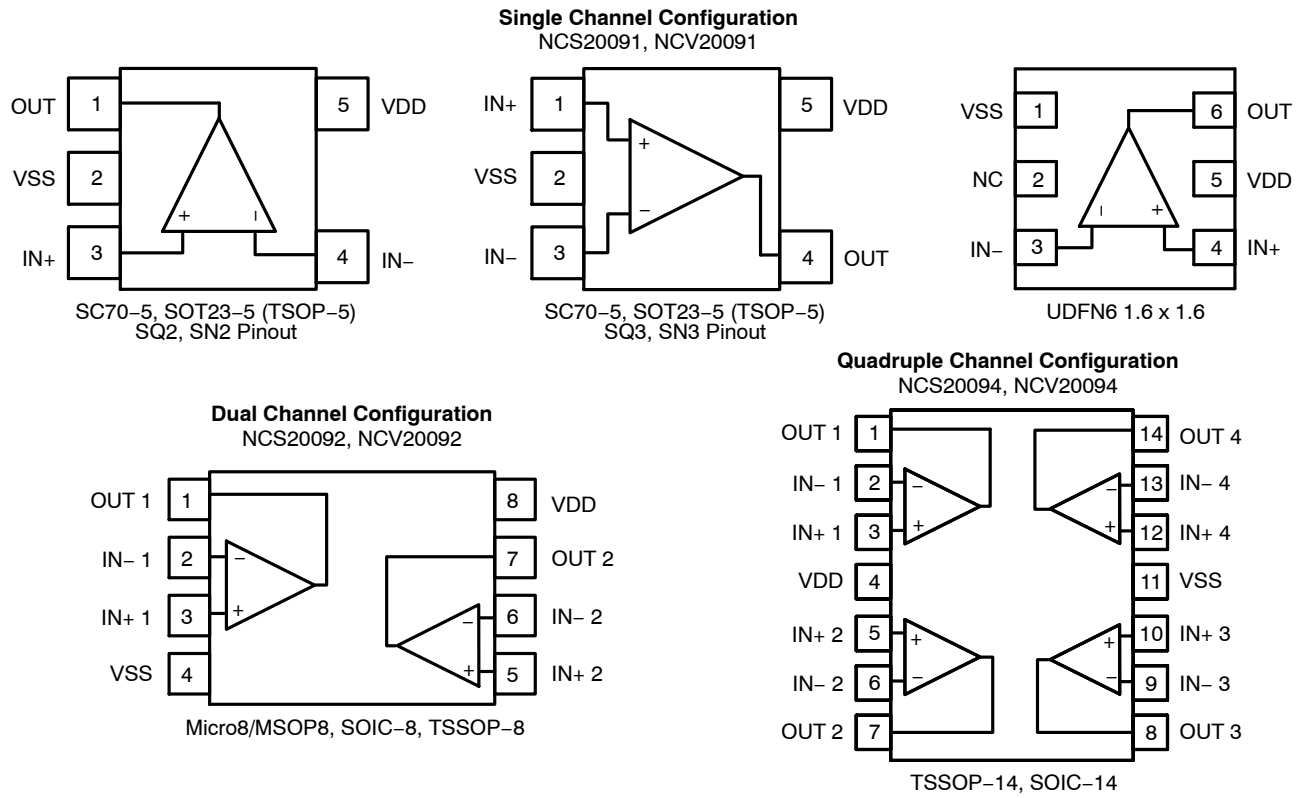 Single Channel Configuration
NCS20091, NCV20091
OUT 1
VSS 2
IN+ 3
5 VDD
4 IN−
+ −
SC70−5, SOT23−5 (TSOP−5)
SQ2, SN2 Pinout
IN+ 1
VSS 2
IN− 3
5 VDD
4 OUT
+
−
SC70−5, SOT23−5 (TSOP−5)
SQ3, SN3 Pinout
VSS 1
NC 2
IN− 3
6 OUT
5 VDD
4 IN+
− +
UDFN6 1.6 x 1.6
Dual Channel Configuration
NCS20092, NCV20092
OUT 1 1
IN− 1 2 −
IN+ 1 3 +
VSS 4
8 VDD
7 OUT 2
− 6 IN− 2
+ 5 IN+ 2
Micro8/MSOP8, SOIC−8, TSSOP−8
Quadruple Channel Configuration
NCS20094, NCV20094
OUT 1 1
IN− 1 2 −
IN+ 1 3 +
VDD 4
IN+ 2 5 +
IN− 2 6 −
OUT 2 7
14 OUT 4
− 13 IN− 4
+ 12 IN+ 4
11 VSS
+ 10 IN+ 3
− 9 IN− 3
8 OUT 3
TSSOP−14, SOIC−14